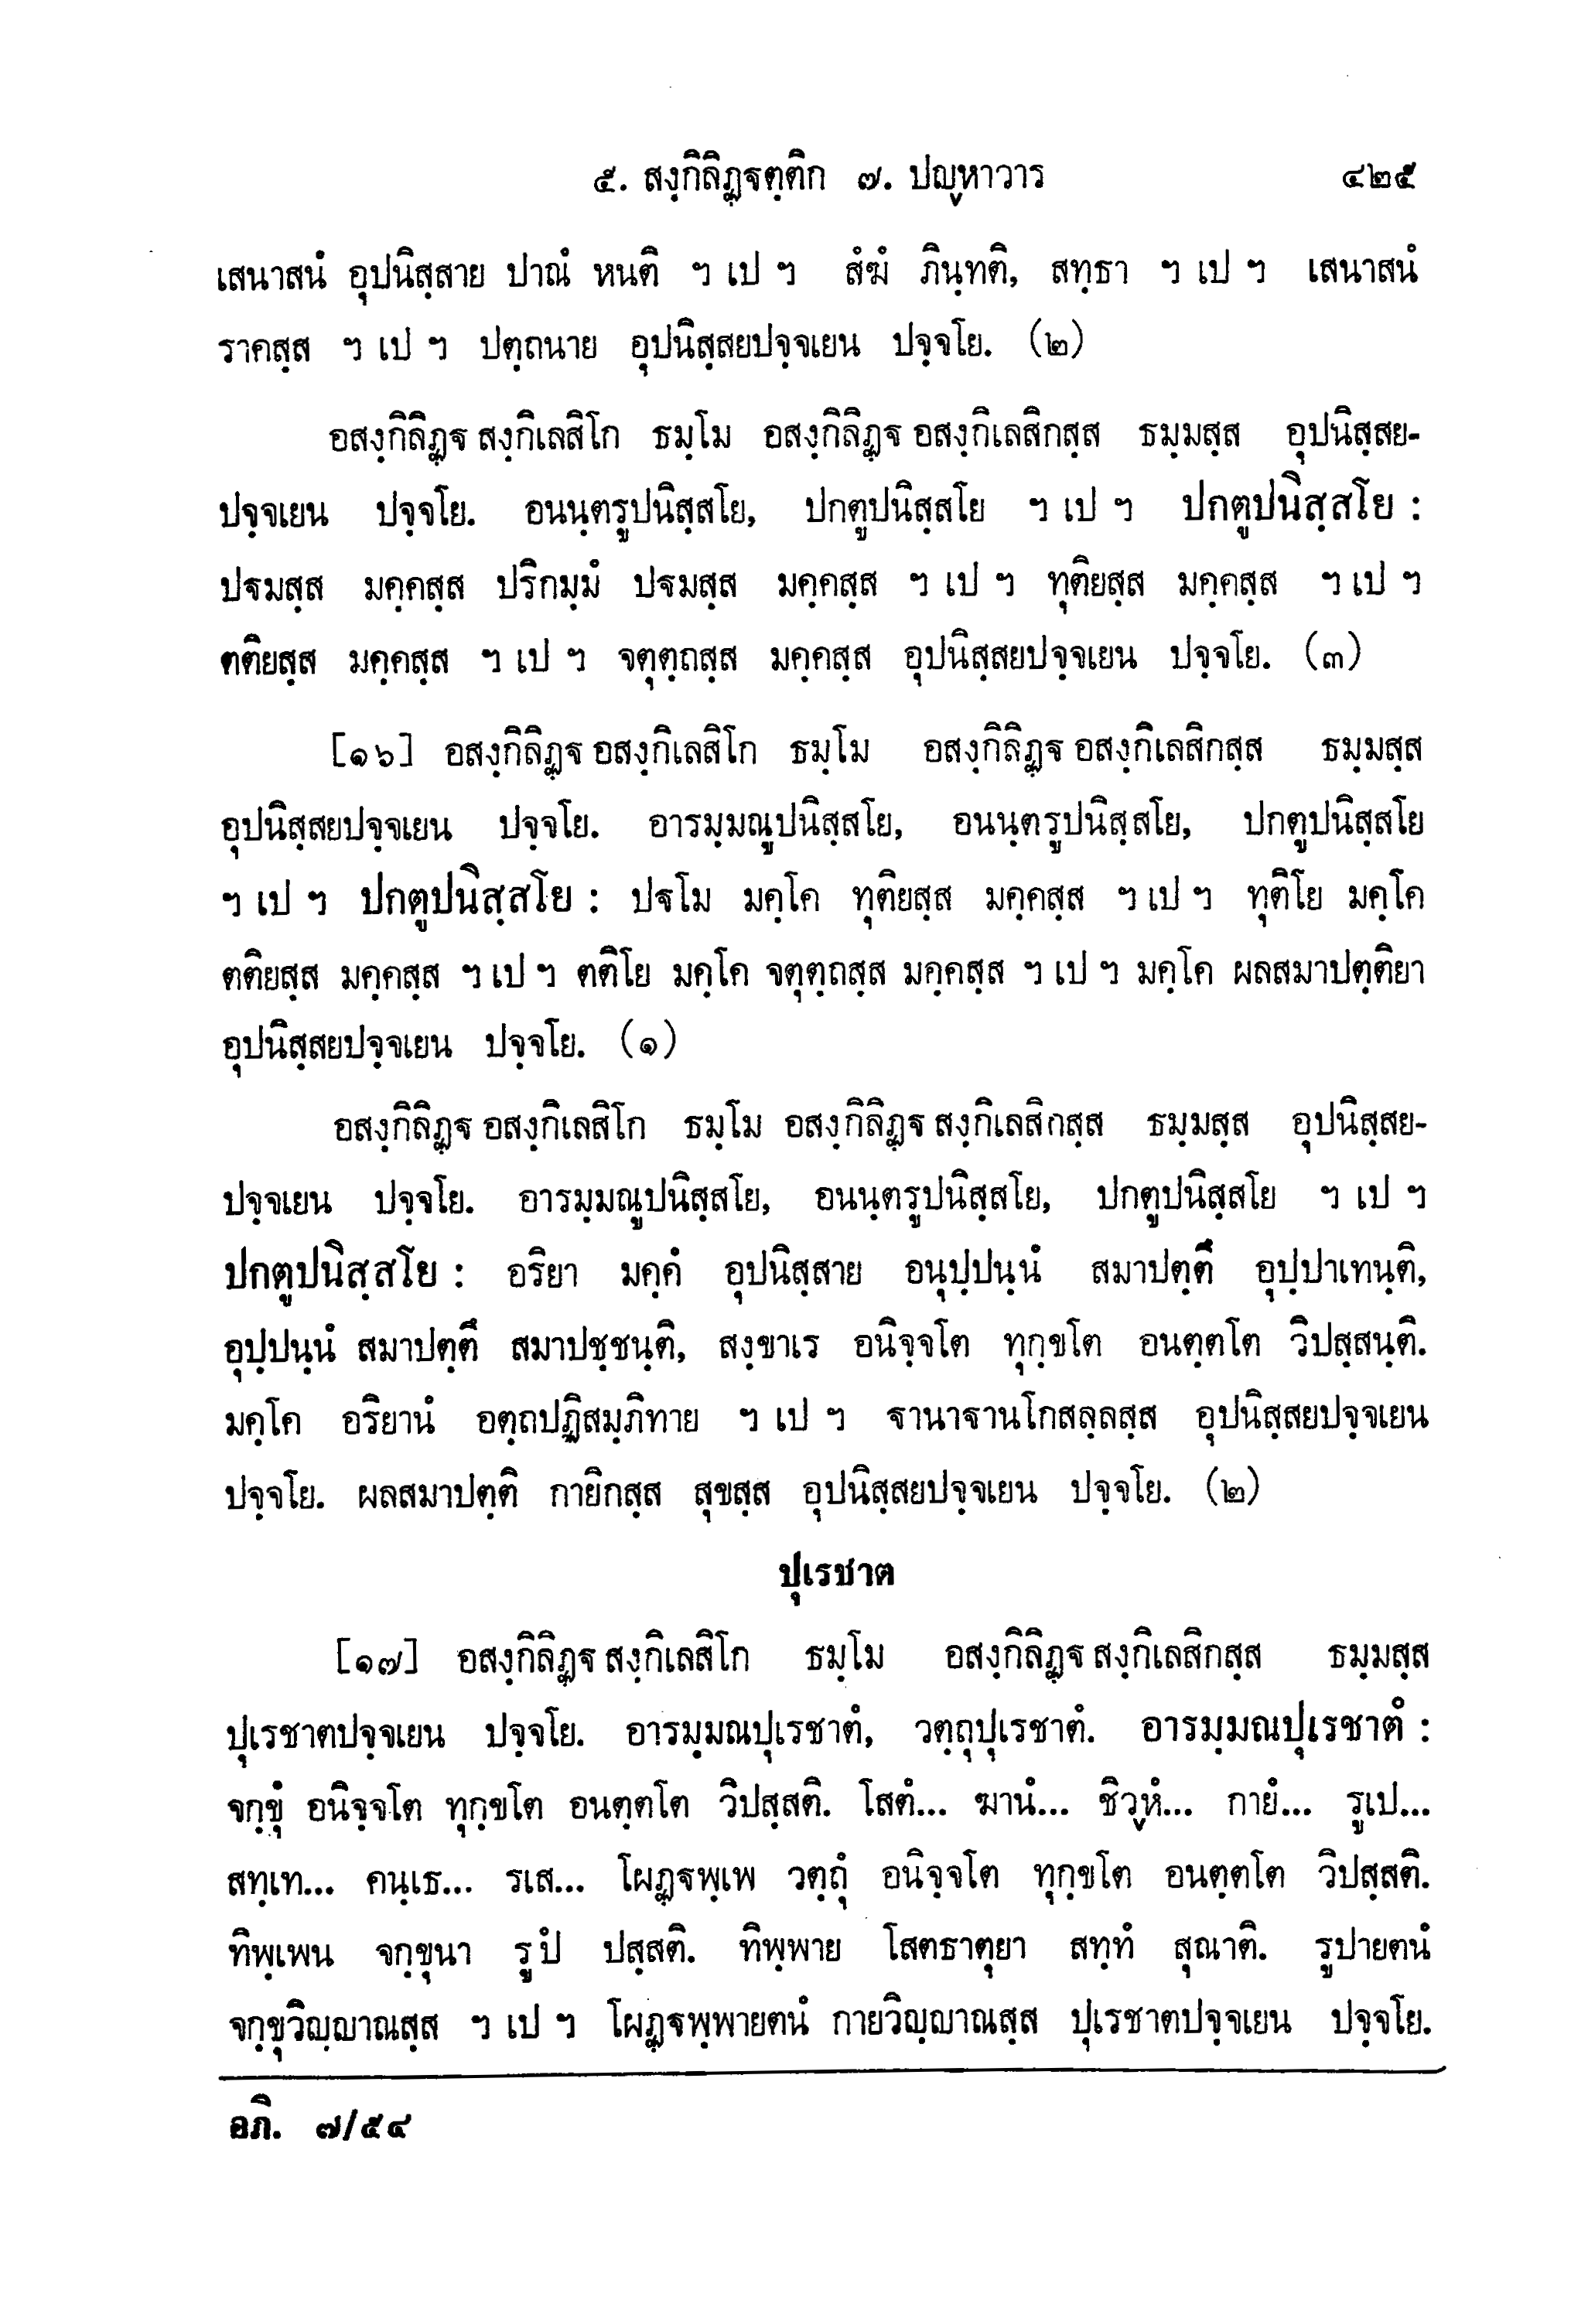 ๕. สงฺกิลิฏฺฐตฺติก ๗. ปญฺหาวาร ๔๒๕
เสนาสนํ อุปนิสฺสาย ปาณํ หนติ ฯ เป ฯ สํฆํ ภินฺทติ, สทฺธา ฯ เป ฯ เสนาสนํ
ราคสฺส ฯ เป ฯ ปตฺถนาย อุปนิสฺสยปจฺจเยน ปจฺจโย. (๒)
อสงฺกิลิฏฺฐ สงฺกิเลสิโก ธมฺโม อสงฺกิลิฏฺฐ อสงฺกิเลสิกสฺส ธมฺมสฺส อุปนิสฺสย-
ปจฺจเยน ปจฺจโย. อนนฺตรูปนิสฺสโย, ปกตูปนิสฺสโย ฯ เป ฯ ปกตูปนิสฺสโย :
ปฐมสฺส มคฺคสฺส ปริกมฺมํ ปฐมสฺส มคฺคสฺส ฯ เป ฯ ทุติยสฺส มคฺคสฺส ฯ เป ฯ
ตติยสฺส มคฺคสฺส ฯ เป ฯ จตุตฺถสฺส มคฺคสฺส อุปนิสฺสยปจฺจเยน ปจฺจโย. (๓)
[๑๖] อสงฺกิลิฏฺฐ อสงฺกิเลสิโก ธมฺโม อสงฺกิลิฏฺฐ อสงฺกิเลสิกสฺส ธมฺมสฺส
อุปนิสฺสยปจฺจเยน ปจฺจโย. อารมฺมณูปนิสฺสโย, อนนฺตรูปนิสฺสโย, ปกตูปนิสฺสโย
ฯ เป ฯ ปกตูปนิสฺสโย : ปฐโม มคฺโค ทุติยสฺส มคฺคสฺส ฯ เป ฯ ทุติโย มคฺโค
ตติยสฺส มคฺคสฺส ฯ เป ฯ ตติโย มคฺโค จตุตฺถสฺส มคฺคสฺส ฯ เป ฯ มคฺโค ผลสมาปตฺติยา
อุปนิสฺสยปจฺจเยน ปจฺจโย. (๑)
อสงฺกิลิฏฺฐ อสงฺกิเลสิโก ธมฺโม อสงฺกิลิฏฺฐ สงฺกิเลสิกสฺส ธมฺมสฺส อุปนิสฺสย-
ปจฺจเยน ปจฺจโย. อารมฺมณูปนิสฺสโย, อนนฺตรูปนิสฺสโย, ปกตูปนิสฺสโย ฯ เป ฯ
ปกตูปนิสฺสโย : อริยา มคฺคํ อุปนิสฺสาย อนุปฺปนฺนํ สมาปตฺตึ อุปฺปาเทนฺติ,
อุปฺปนฺนํ สมาปตฺตึ สมาปชฺชนฺติ, สงฺขาเร อนิจฺจโต ทุกฺขโต อนตฺตโต วิปสฺสนฺติ.
มคฺโค อริยานํ อตฺถปฏิสมฺภิทาย ฯ เป ฯ ฐานาฐานโกสลฺลสฺส อุปนิสฺสยปจฺจเยน
ปจฺจโย. ผลสมาปตฺติ กายิกสฺส สุขสฺส อุปนิสฺสยปจฺจเยน ปจฺจโย. (๒)
ปุเรชาต
[๑๗] อสงฺกิลิฏฺฐ สงฺกิเลสิโก ธมฺโม อสงฺกิลิฏฺฐ สงฺกิเลสิกสฺส ธมฺมสฺส
ปุเรชาตปจฺจเยน ปจฺจโย. อารมฺมณปุเรชาตํ, วตฺถุปุเรชาตํ. อารมฺมณปุเรชาตํ :
จกฺขุํ อนิจฺจโต ทุกฺขโต อนตฺตโต วิปสฺสติ. โสตํ... ฆานํ... ชิวฺหํ... กายํ... รูเป...
สทฺเท... คนฺเธ... รเส... โผฏฺฐพฺเพ วตฺถุํ อนิจฺจโต ทุกฺขโต อนตฺตโต วิปสฺสติ.
ทิพฺเพน จกฺขุนา รูปํ ปสฺสติ. ทิพฺพาย โสตธาตุยา สทฺทํ สุณาติ. รูปายตนํ
จกฺขุวิญฺญาณสฺส ฯ เป ฯ โผฏฺฐพฺพายตนํ กายวิญฺญาณสฺส ปุเรชาตปจฺจเยน ปจฺจโย.
อภิ. ๗/๕๔